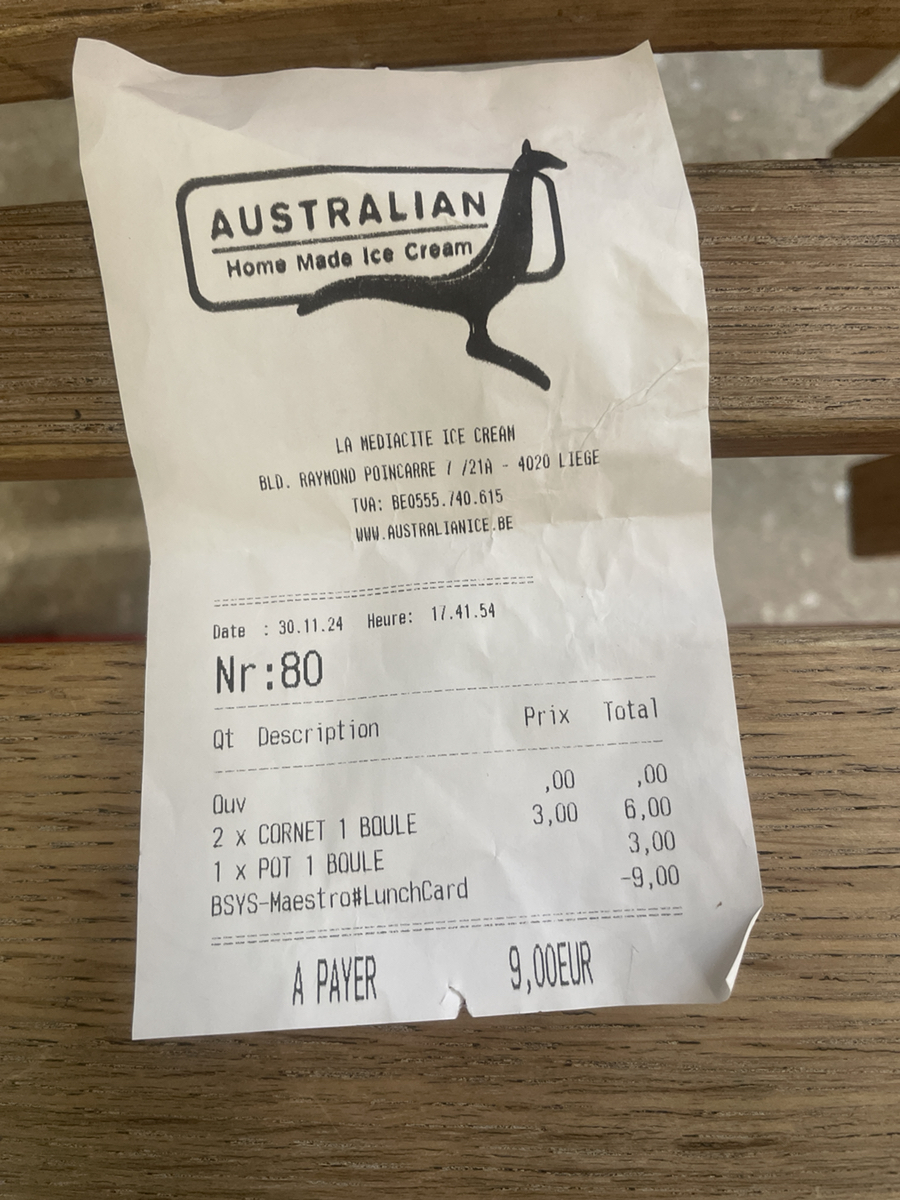 AUSTRALIAN
Home Made Ice Cream
LA MEDIACITE ICE CREAM
BLD. RAYMOND POINCARRE 7 /21A - 4020 LIEGE
TVA: BE0555.740.615
WWW.AUSTRALIANICE.BE
Date : 30.11.24 Heure: 17.41.54
Nr:80
Qt Description Prix Total
Ouv ,00 ,00
2 x CORNET 1 BOULE 3,00 6,00
1 x POT 1 BOULE 3,00
BSYS-Maestro#LunchCard -9,00
A PAYER 9,00EUR